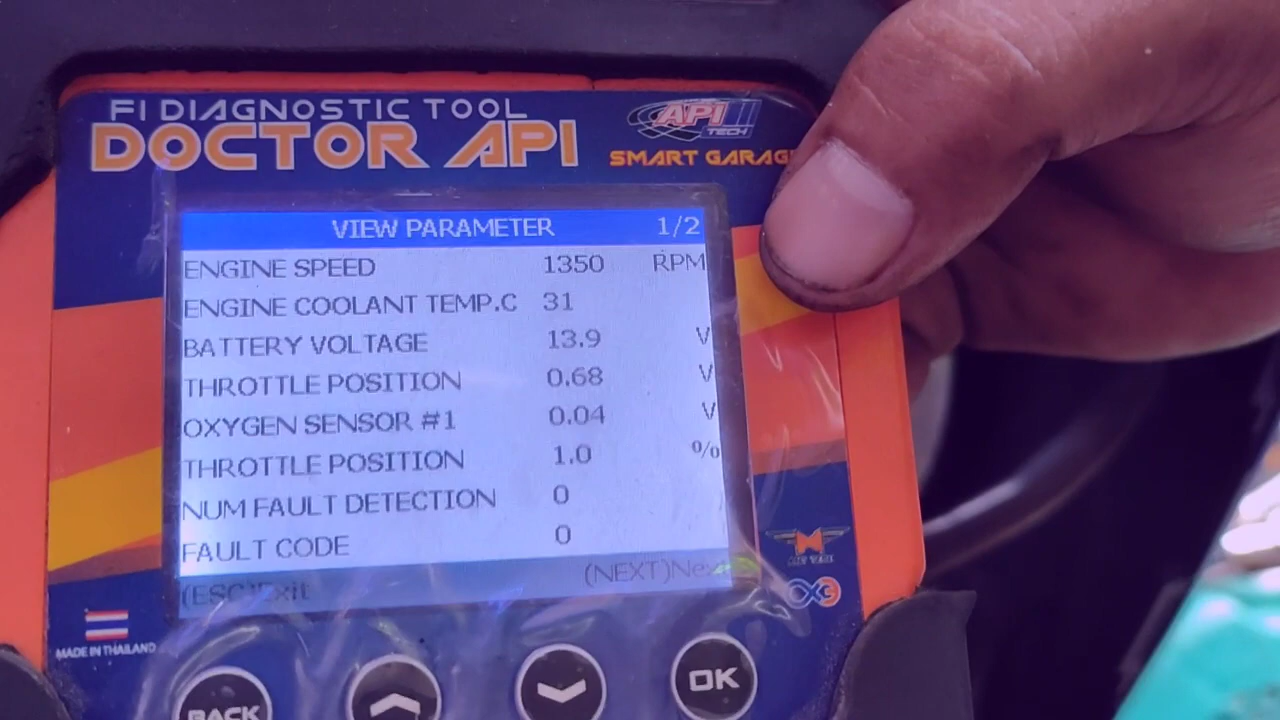 FI DIAGNOSTIC TOOL
DOCTOR API
API TECH
SMART GARAG
VIEW PARAMETER 1/2
ENGINE SPEED 1350 RPM
ENGINE COOLANT TEMP.C 31
BATTERY VOLTAGE 13.9 V
THROTTLE POSITION 0.68 V
OXYGEN SENSOR #1 0.04 V
THROTTLE POSITION 1.0 %
NUM FAULT DETECTION 0
FAULT CODE 0
(ESC)Exit (NEXT)Nex
MADE IN THAILAND
BACK
OK